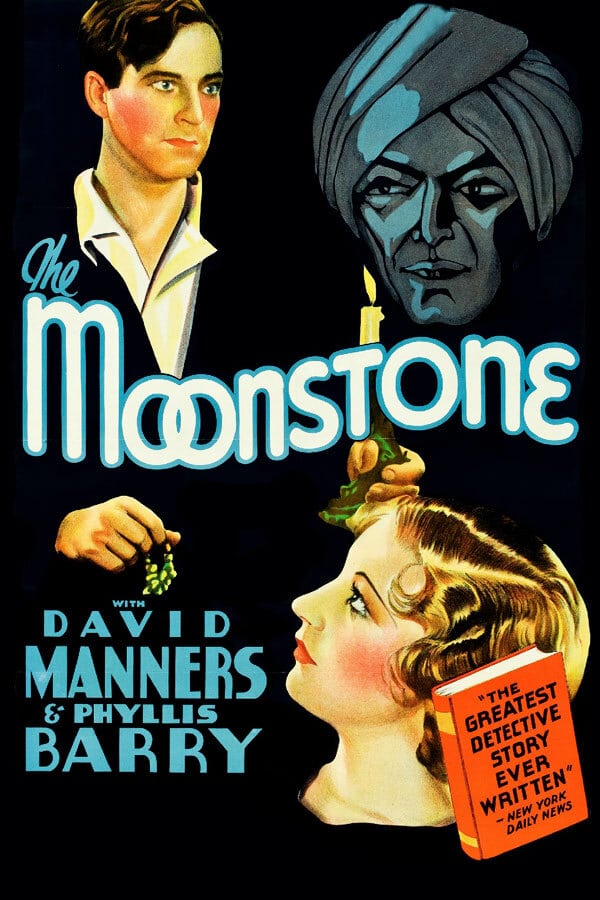 The
MOONSTONE
WITH
DAVID
MANNERS
& PHYLLIS
BARRY
"THE
GREATEST
DETECTIVE
STORY
EVER
WRITTEN"
- NEW YORK
DAILY NEWS